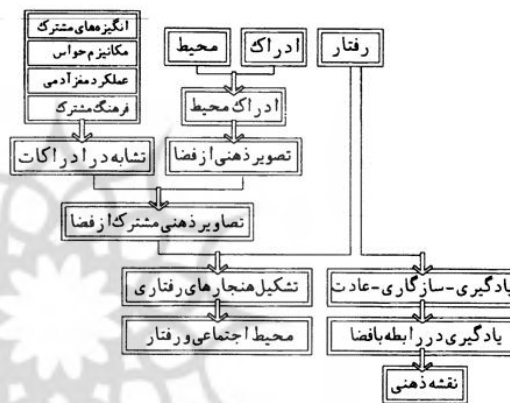 انگیزه‌های مشترک
مکانیزم حواس
عملکرد مغز آدمی
فرهنگ مشترک
رفتار
ادراک
محیط
ادراک محیط
تصویر ذهنی از فضا
تشابه در ادراکات
تصاویر ذهنی مشترک از فضا
یادگیری - سازگاری - عادت
تشکیل هنجارهای رفتاری
یادگیری در رابطه با فضا
محیط اجتماعی و رفتار
نقشه ذهنی